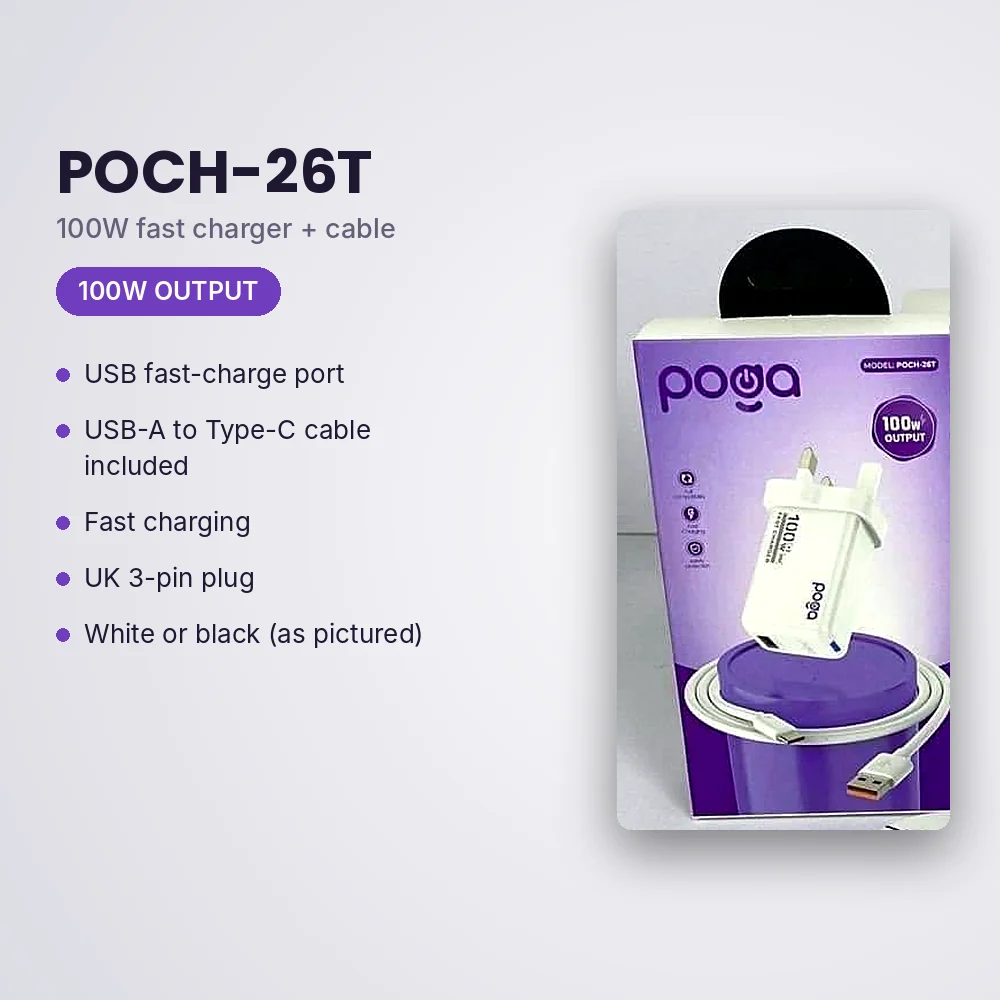 POCH-26T
100W fast charger + cable
100W OUTPUT
USB fast-charge port
USB-A to Type-C cable
included
Fast charging
UK 3-pin plug
White or black (as pictured)
poga
MODEL: POCH-26T
100W
OUTPUT
100W
poga